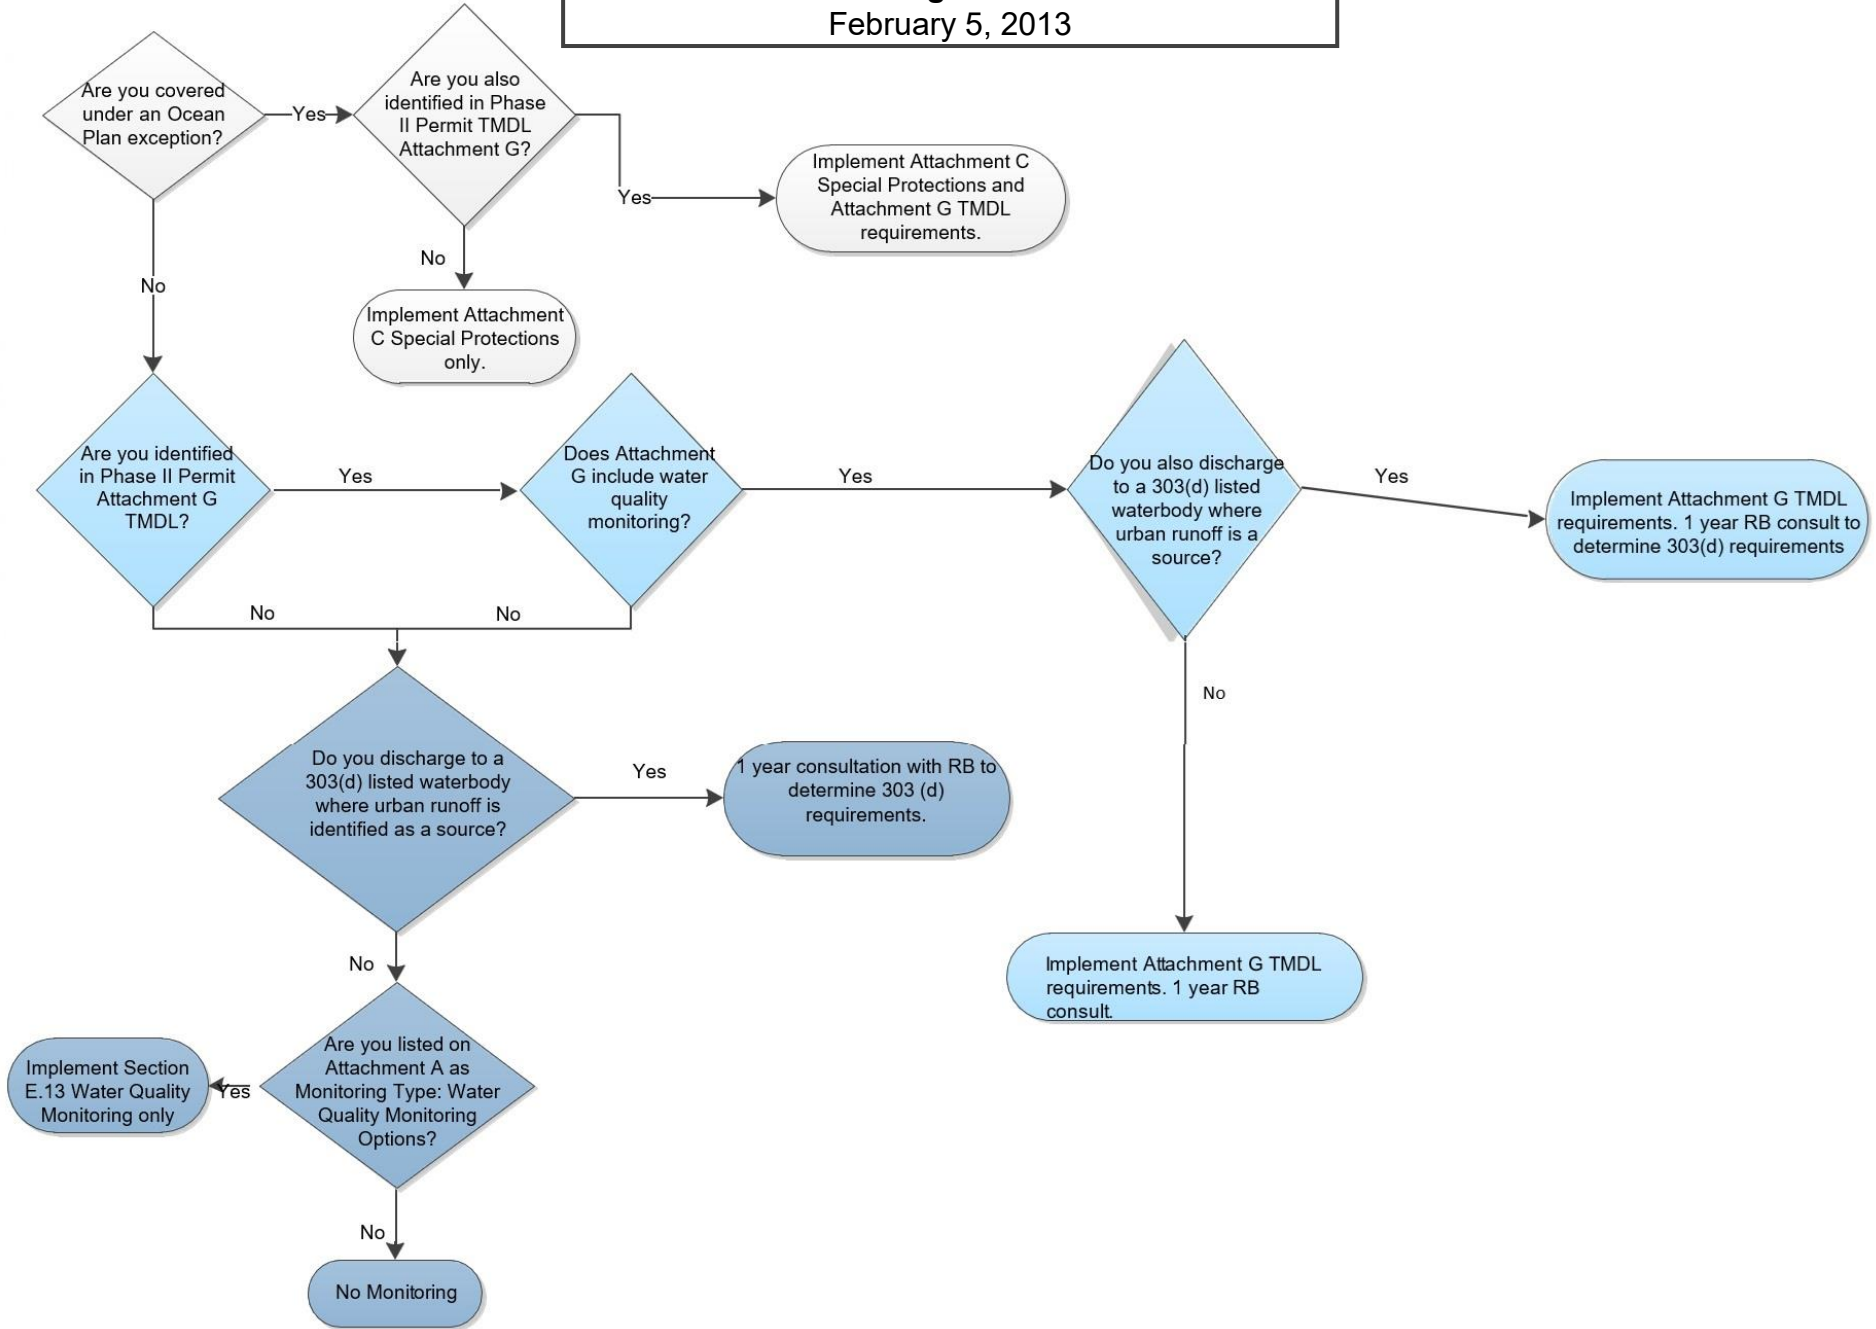 February 5, 2013
Are you covered
under an Ocean
Plan exception?
Yes
Are you also
identified in Phase
II Permit TMDL
Attachment G?
Yes
Implement Attachment C
Special Protections and
Attachment G TMDL
requirements.
No
Implement Attachment
C Special Protections
only.
No
Are you identified
in Phase II Permit
Attachment G
TMDL?
Yes
Does Attachment
G include water
quality
monitoring?
Yes
Do you also discharge
to a 303(d) listed
waterbody where
urban runoff is a
source?
Yes
Implement Attachment G TMDL
requirements. 1 year RB consult to
determine 303(d) requirements
No
No
No
Implement Attachment G TMDL
requirements. 1 year RB
consult.
Do you discharge to a
303(d) listed waterbody
where urban runoff is
identified as a source?
Yes
1 year consultation with RB to
determine 303 (d)
requirements.
No
Are you listed on
Attachment A as
Monitoring Type: Water
Quality Monitoring
Options?
Yes
Implement Section
E.13 Water Quality
Monitoring only
No
No Monitoring